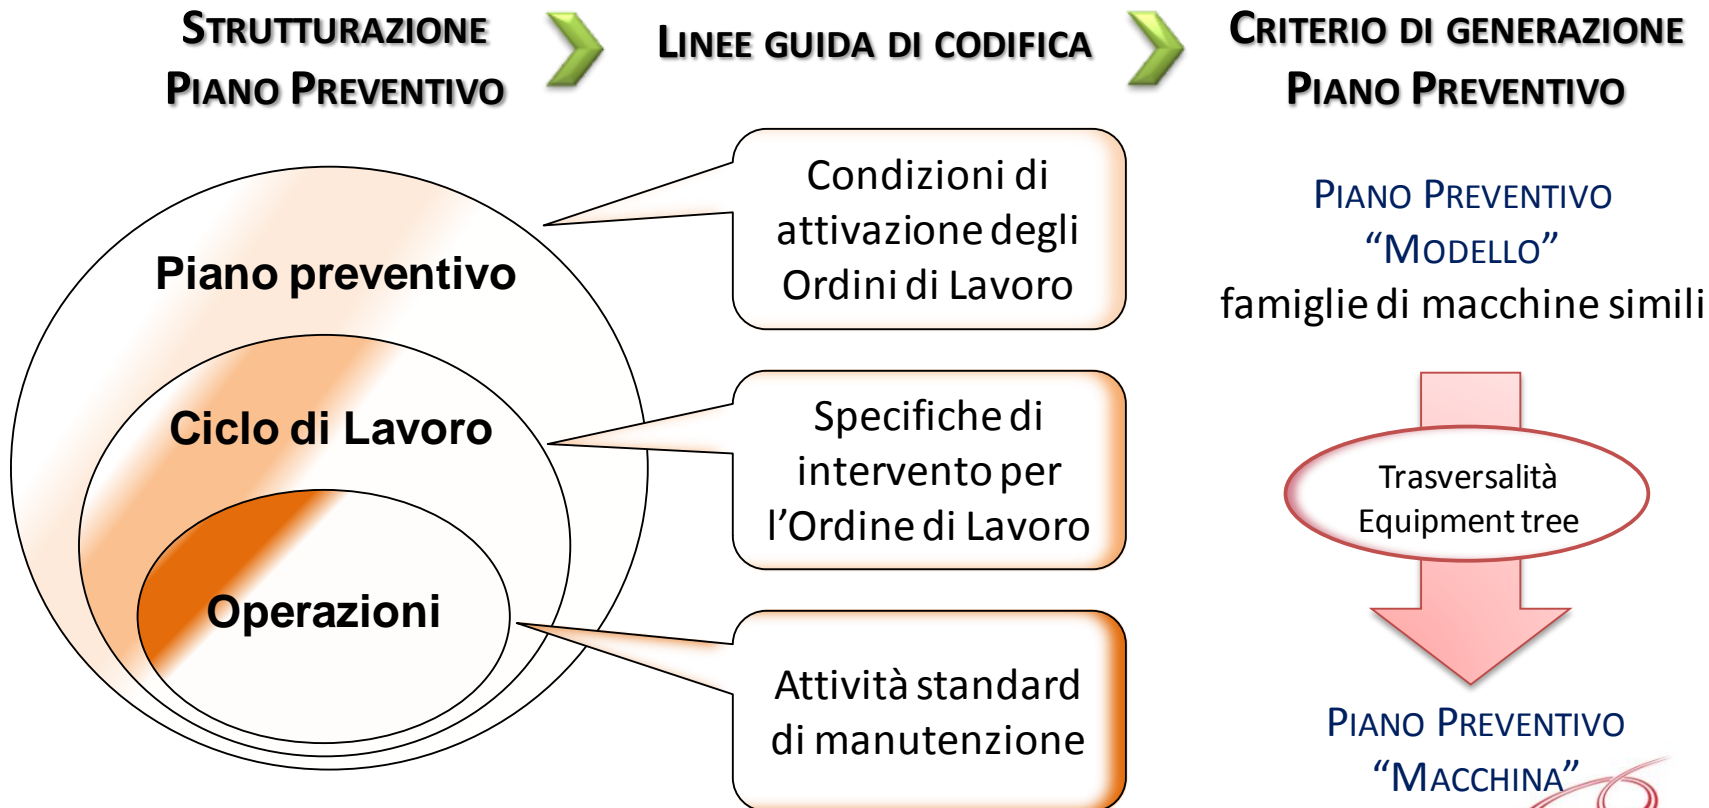 STRUTTURAZIONE
PIANO PREVENTIVO
LINEE GUIDA DI CODIFICA
CRITERIO DI GENERAZIONE
PIANO PREVENTIVO
Piano preventivo
Ciclo di Lavoro
Operazioni
Condizioni di
attivazione degli
Ordini di Lavoro
Specifiche di
intervento per
l’Ordine di Lavoro
Attività standard
di manutenzione
PIANO PREVENTIVO
“MODELLO”
famiglie di macchine simili
Trasversalità
Equipment tree
PIANO PREVENTIVO
“MACCHINA”